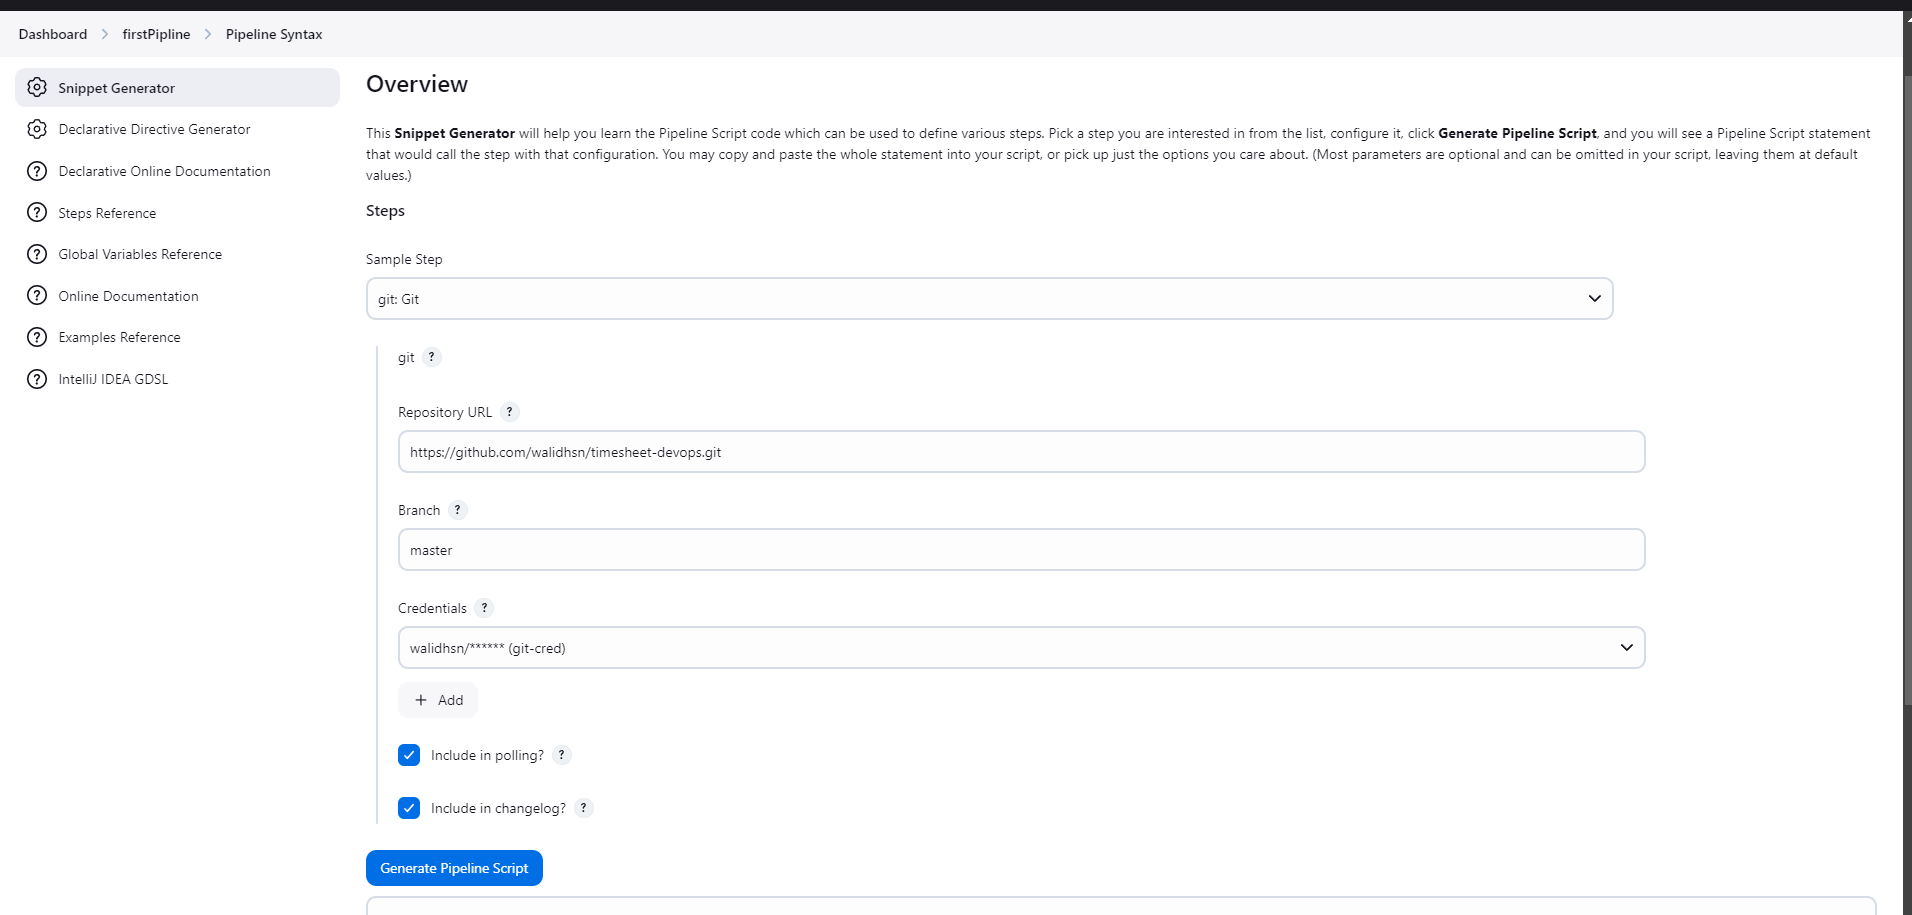 Dashboard > firstPipline > Pipeline Syntax
Snippet Generator
Declarative Directive Generator
Declarative Online Documentation
Steps Reference
Global Variables Reference
Online Documentation
Examples Reference
IntelliJ IDEA GDSL
Overview
This Snippet Generator will help you learn the Pipeline Script code which can be used to define various steps. Pick a step you are interested in from the list, configure it, click Generate Pipeline Script, and you will see a Pipeline Script statement
that would call the step with that configuration. You may copy and paste the whole statement into your script, or pick up just the options you care about. (Most parameters are optional and can be omitted in your script, leaving them at default
values.)
Steps
Sample Step
git: Git
git ?
Repository URL ?
https://github.com/walidhsn/timesheet-devops.git
Branch ?
master
Credentials ?
walidhsn/****** (git-cred)
+ Add
Include in polling? ?
Include in changelog? ?
Generate Pipeline Script